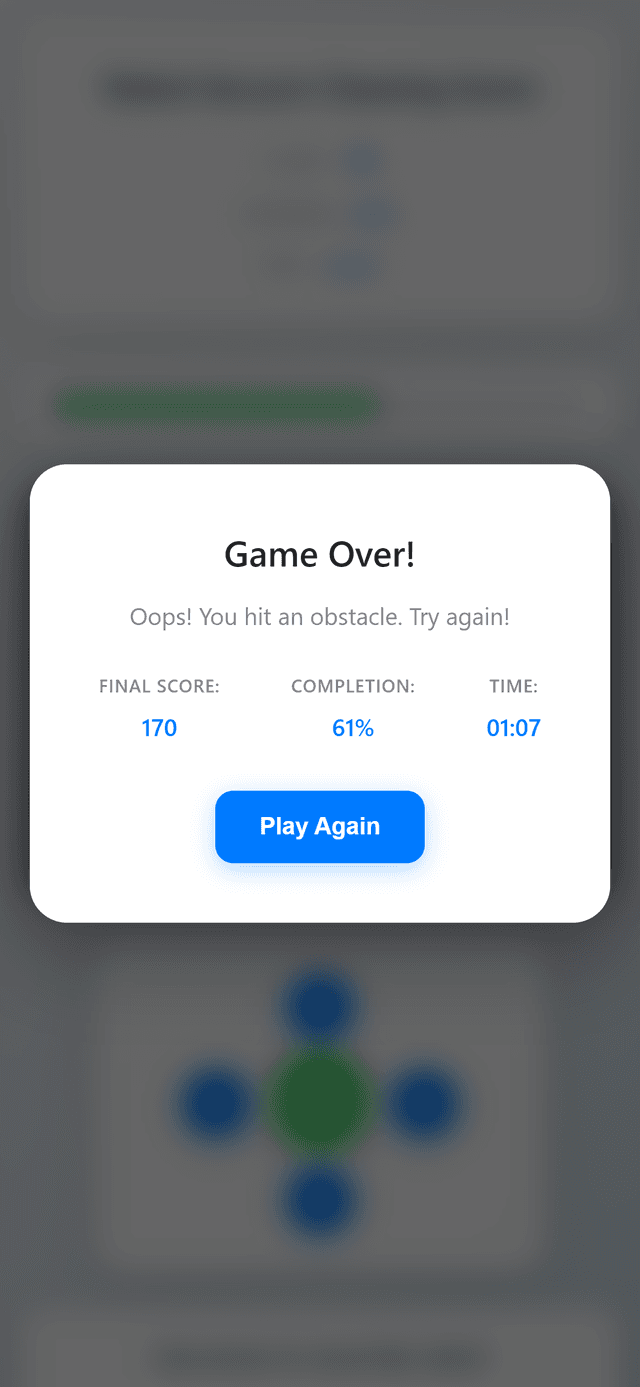 Game Over!
Oops! You hit an obstacle. Try again!
FINAL SCORE: COMPLETION: TIME:
170 61% 01:07
Play Again